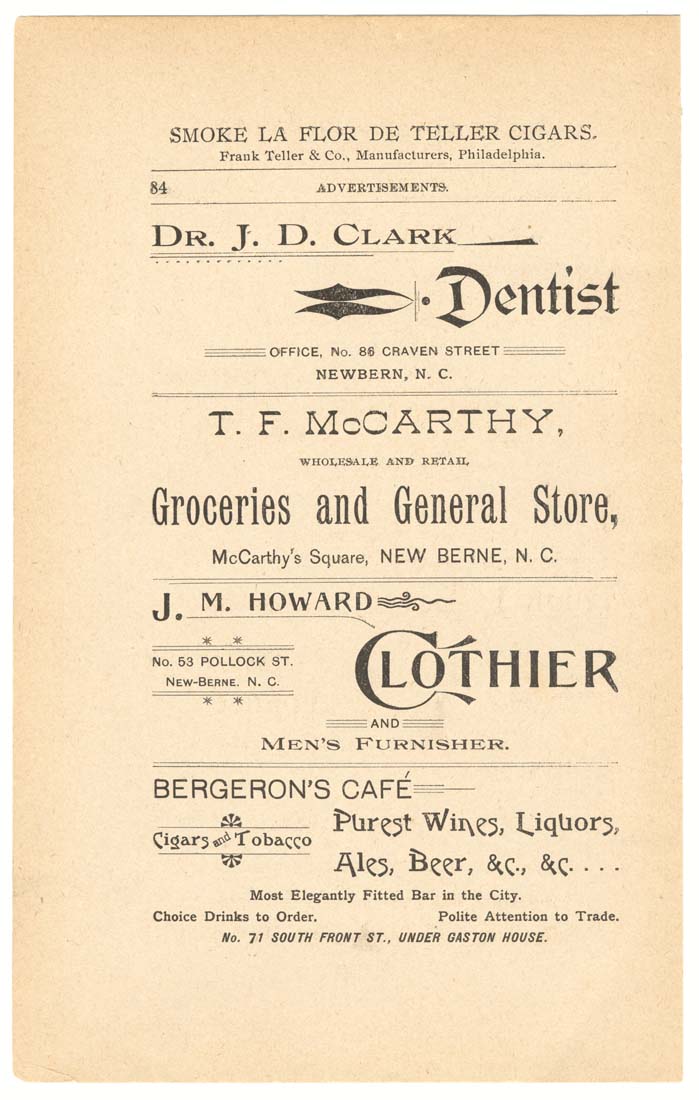 SMOKE LA FLOR DE TELLER CIGARS.
Frank Teller & Co., Manufacturers, Philadelphia.
84 ADVERTISEMENTS.
DR. J. D. CLARK
Dentist
OFFICE, No. 86 CRAVEN STREET
NEWBERN, N. C.
T. F. McCARTHY,
WHOLESALE AND RETAIL
Groceries and General Store,
McCarthy's Square, NEW BERNE, N. C.
J. M. HOWARD
No. 53 POLLOCK ST.
NEW-BERNE. N. C.
CLOTHIER
AND
MEN'S FURNISHER.
BERGERON'S CAFÉ
Cigars and Tobacco
Purest Wines, Liquors,
Ales, Beer, &c., &c. . . .
Most Elegantly Fitted Bar in the City.
Choice Drinks to Order. Polite Attention to Trade.
No. 71 SOUTH FRONT ST., UNDER GASTON HOUSE.